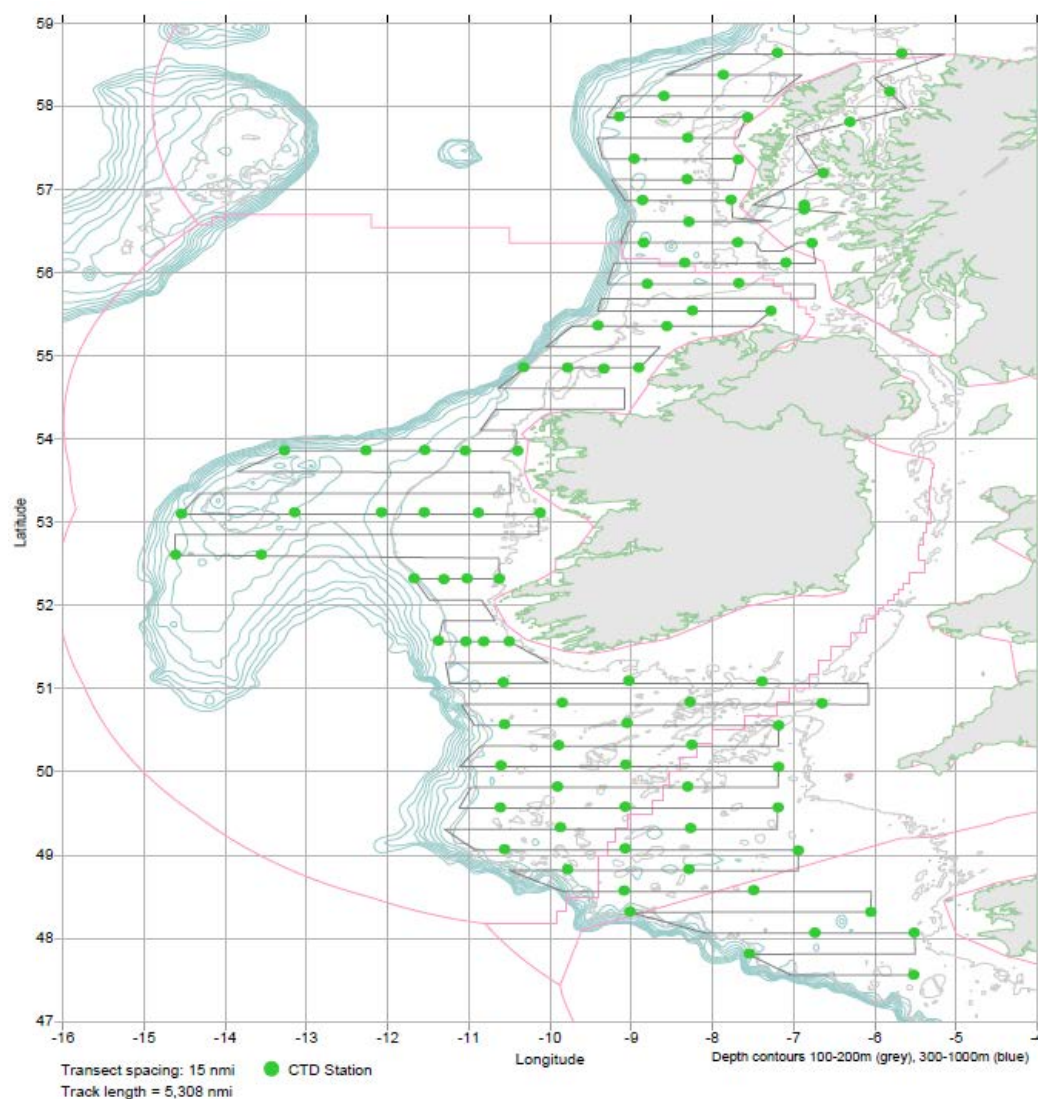 59
58
57
56
55
54
53
52
51
50
49
48
47
Latitude
-16 -15 -14 -13 -12 -11 -10 -9 -8 -7 -6 -5 -4
Longitude
Depth contours 100-200m (grey), 300-1000m (blue)
Transect spacing: 15 nmi
CTD Station
Track length = 5,308 nmi